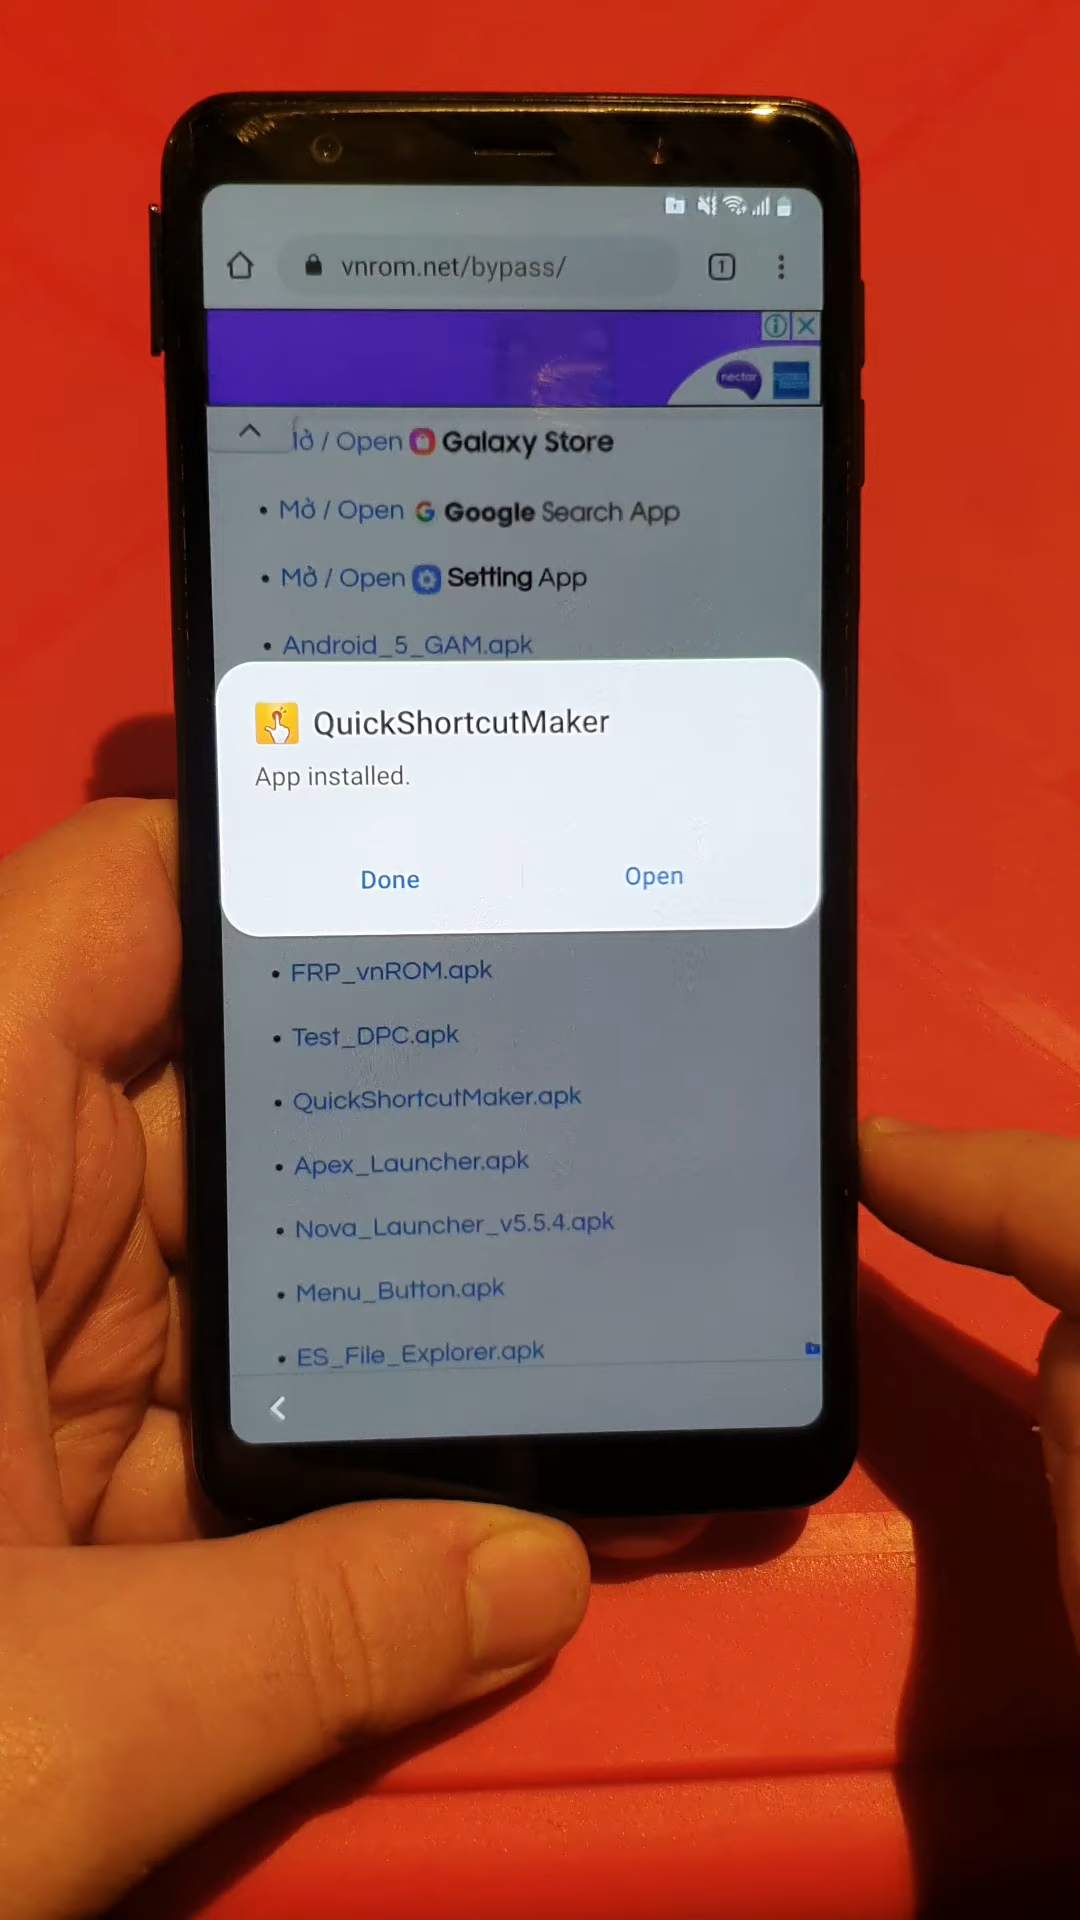 1
vnrom.net/bypass/
nectar
ở / Open Galaxy Store
Mở / Open Google Search App
Mở / Open Setting App
Android_5_GAM.apk
QuickShortcutMaker
App installed.
Done
Open
FRP_vnROM.apk
Test_DPC.apk
QuickShortcutMaker.apk
Apex_Launcher.apk
Nova_Launcher_v5.5.4.apk
Menu_Button.apk
ES_File_Explorer.apk